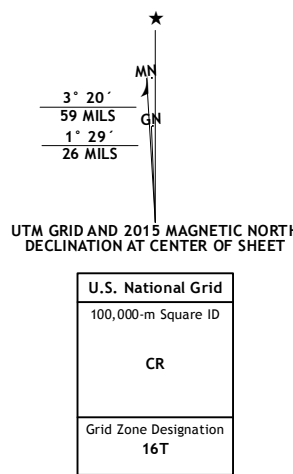 ★
MN
3° 20´
59 MILS
GN
1° 29´
26 MILS
UTM GRID AND 2015 MAGNETIC NORTH
DECLINATION AT CENTER OF SHEET
U.S. National Grid
100,000-m Square ID
CR
Grid Zone Designation
16T